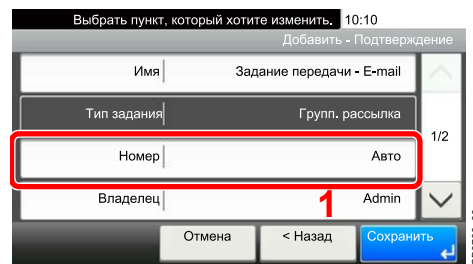 Выбрать пункт, который хотите изменить. 10:10
Добавить - Подтверждение
Имя Задание передачи - E-mail
Тип задания Групп. рассылка
1/2
Номер Авто
Владелец 1 Admin
Отмена < Назад Сохранить